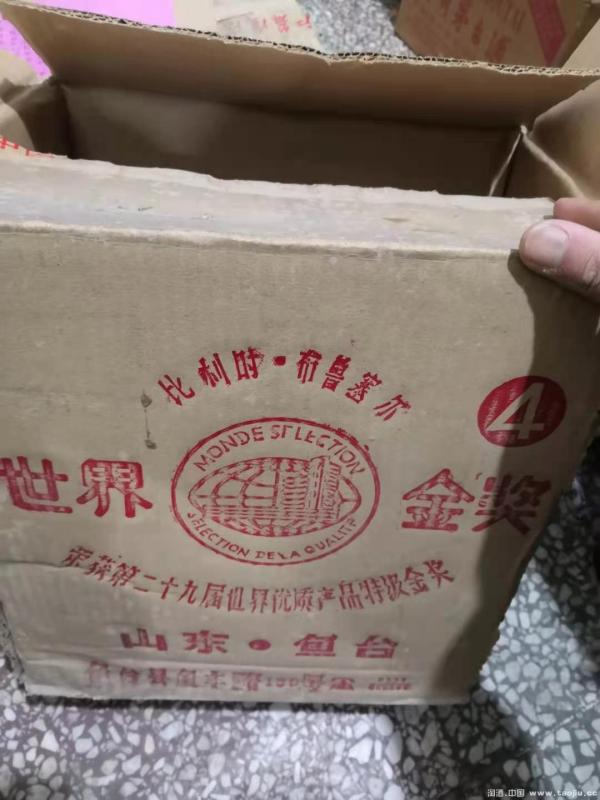 比利时·布鲁塞尔
4
世界 金奖
MONDE SELECTION
SELECTION DE LA QUALITE
荣获第二十九届世界优质产品特级金奖
山东·鱼台
淘酒.中国 www.taojiu.cc